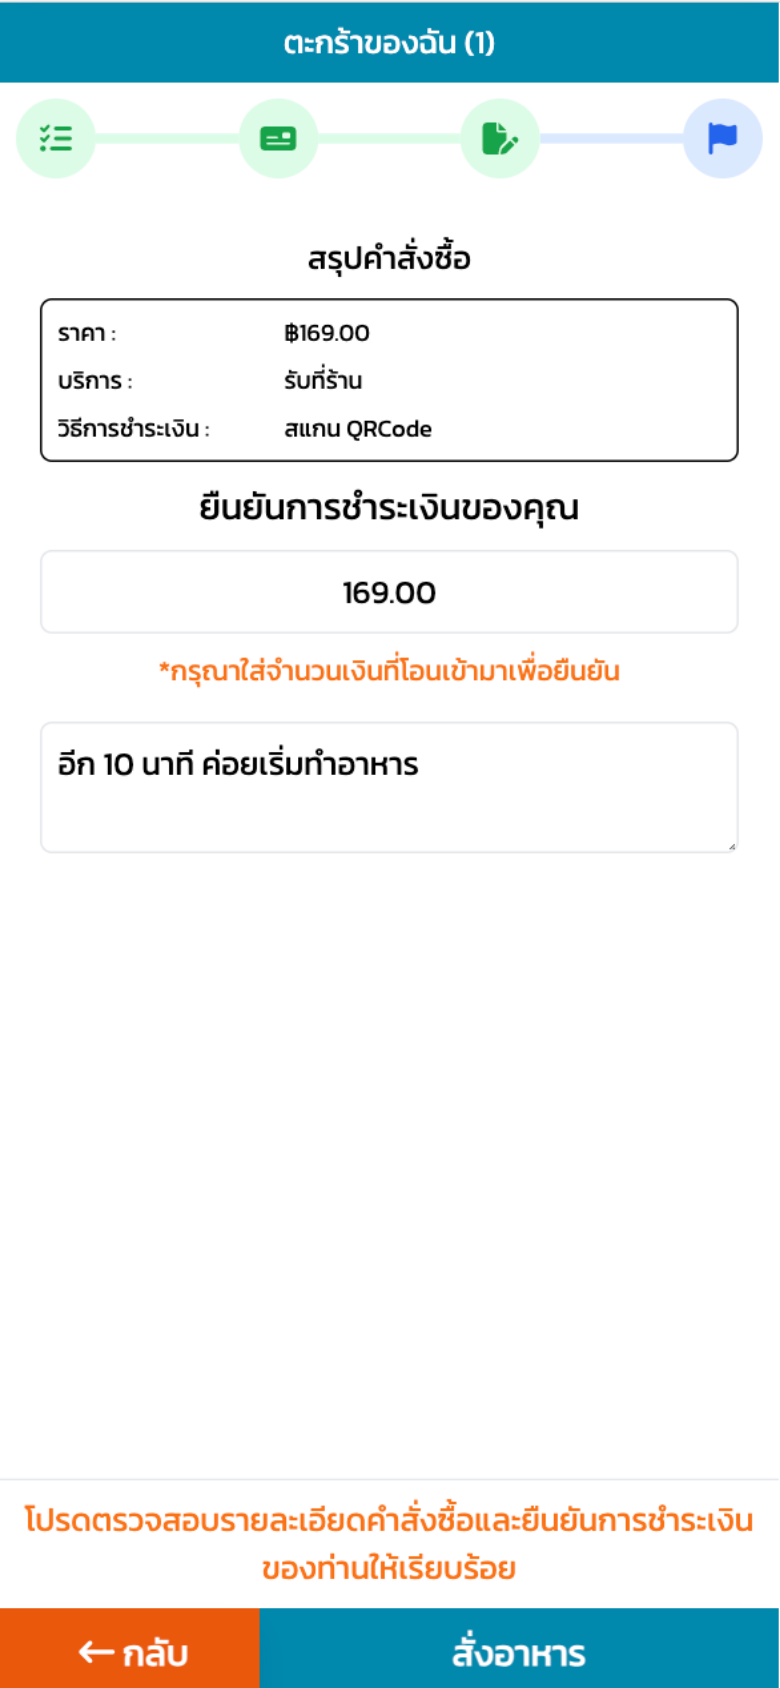 ตะกร้าของฉัน (1)
สรุปคำสั่งซื้อ
ราคา : ฿169.00
บริการ : รับที่ร้าน
วิธีการชำระเงิน : สแกน QRCode
ยืนยันการชำระเงินของคุณ
169.00
*กรุณาใส่จำนวนเงินที่โอนเข้ามาเพื่อยืนยัน
อีก 10 นาที ค่อยเริ่มทำอาหาร
โปรดตรวจสอบรายละเอียดคำสั่งซื้อและยืนยันการชำระเงิน
ของท่านให้เรียบร้อย
← กลับ
สั่งอาหาร